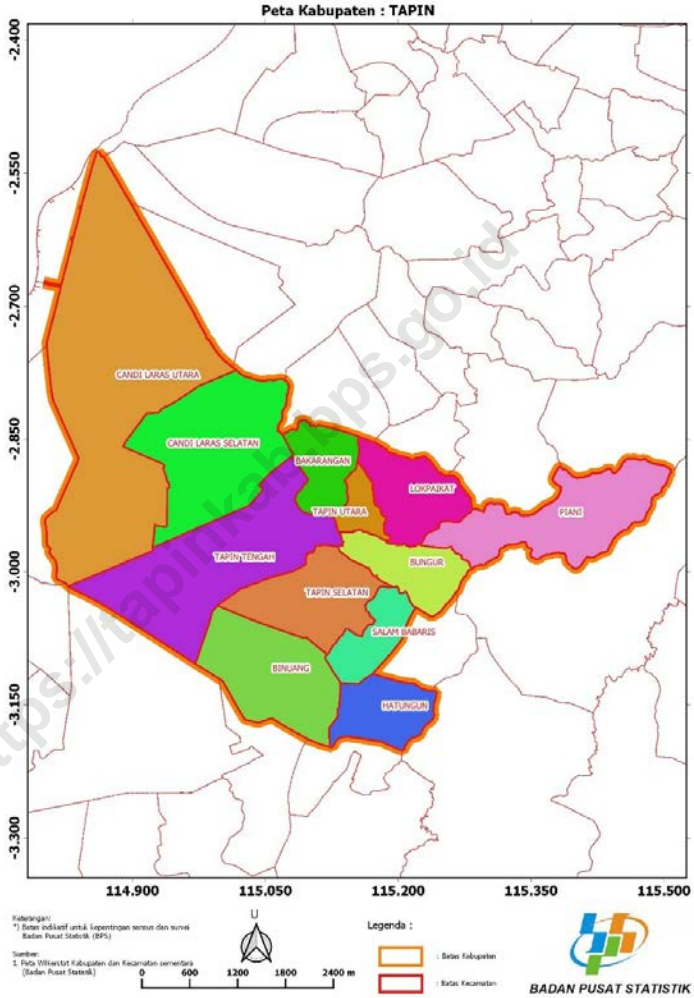 Peta Kabupaten : TAPIN
-2.400
-2.550
-2.700
-2.850
-3.000
-3.150
-3.300
CANDI LARAS UTARA
CANDI LARAS SELATAN
BAKARANGAN
LOKPAIKAT
TAPIN UTARA
PIANI
TAPIN TENGAH
BUNGUR
TAPIN SELATAN
SALAM BABARIS
BINUANG
HATUNGUN
https://tapinkab.bps.go.id
114.900 115.050 115.200 115.350 115.500
Keterangan:
*) Batas indikatif untuk kepentingan sensus dan survei
Badan Pusat Statistik (BPS)
Sumber:
1. Peta Wilkerstat Kabupaten dan Kecamatan sementara
(Badan Pusat Statistik)
U
0 600 1200 1800 2400 m
Legenda :
: Batas Kabupaten
: Batas Kecamatan
BADAN PUSAT STATISTIK